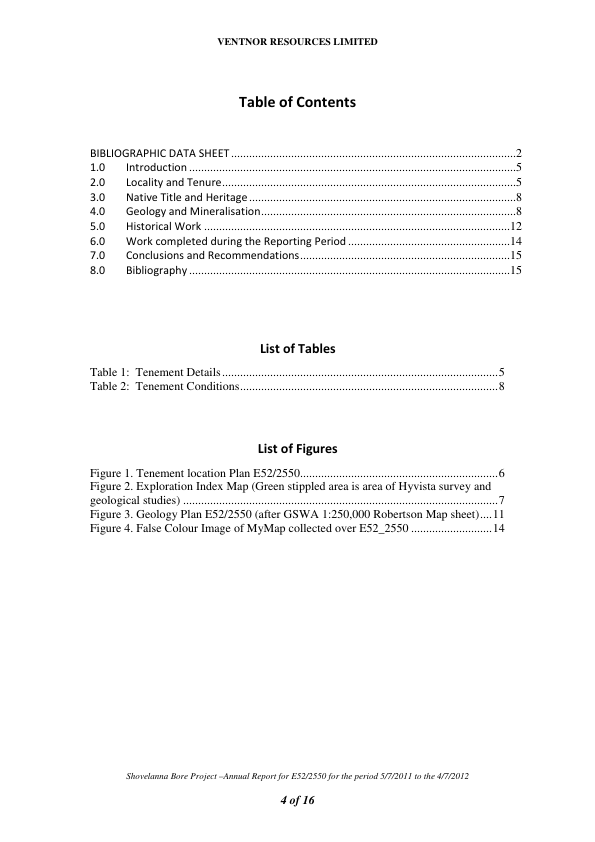 VENTNOR RESOURCES LIMITED
Table of Contents
BIBLIOGRAPHIC DATA SHEET...............................................................................................2
1.0 Introduction.............................................................................................................5
2.0 Locality and Tenure..................................................................................................5
3.0 Native Title and Heritage.........................................................................................8
4.0 Geology and Mineralisation.....................................................................................8
5.0 Historical Work ......................................................................................................12
6.0 Work completed during the Reporting Period ......................................................14
7.0 Conclusions and Recommendations......................................................................15
8.0 Bibliography...........................................................................................................15
List of Tables
Table 1: Tenement Details............................................................................................5
Table 2: Tenement Conditions......................................................................................8
List of Figures
Figure 1. Tenement location Plan E52/2550..................................................................6
Figure 2. Exploration Index Map (Green stippled area is area of Hyvista survey and
geological studies) .........................................................................................................7
Figure 3. Geology Plan E52/2550 (after GSWA 1:250,000 Robertson Map sheet)....11
Figure 4. False Colour Image of MyMap collected over E52_2550 ...........................14
Shovelanna Bore Project –Annual Report for E52/2550 for the period 5/7/2011 to the 4/7/2012
4 of 16